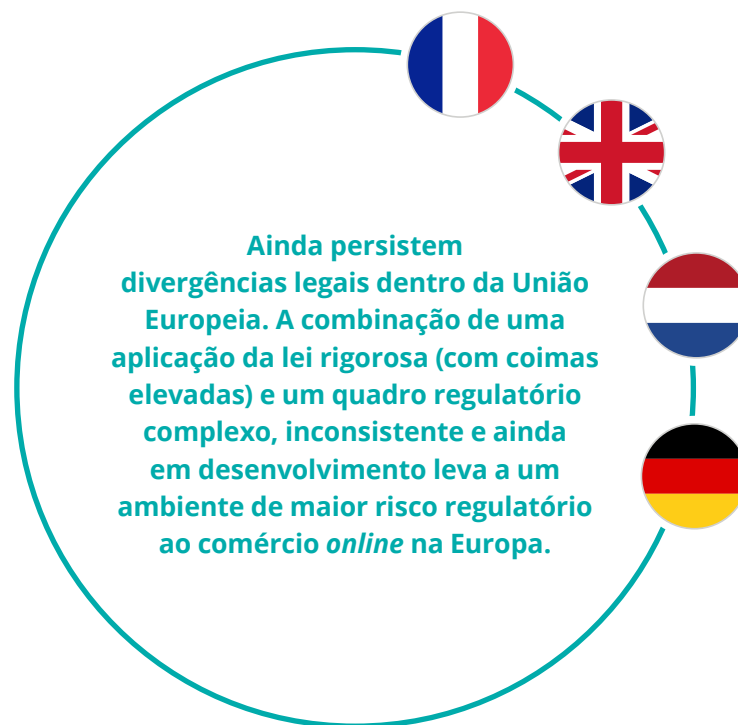 Ainda persistem
divergências legais dentro da União
Europeia. A combinação de uma
aplicação da lei rigorosa (com coimas
elevadas) e um quadro regulatório
complexo, inconsistente e ainda
em desenvolvimento leva a um
ambiente de maior risco regulatório
ao comércio online na Europa.